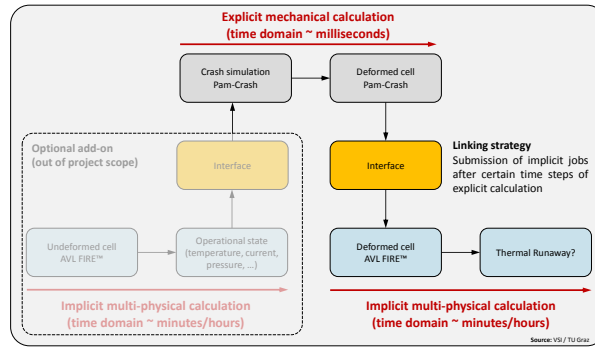 Explicit mechanical calculation
(time domain ~ milliseconds)
Crash simulation
Pam-Crash
Deformed cell
Pam-Crash
Optional add-on
(out of project scope)
Interface
Interface
Linking strategy
Submission of implicit jobs
after certain time steps of
explicit calculation
Undeformed cell
AVL FIRE™
Operational state
(temperature, current,
pressure, ...)
Deformed cell
AVL FIRE™
Thermal Runaway?
Implicit multi-physical calculation
(time domain ~ minutes/hours)
Implicit multi-physical calculation
(time domain ~ minutes/hours)
Source: VSI / TU Graz